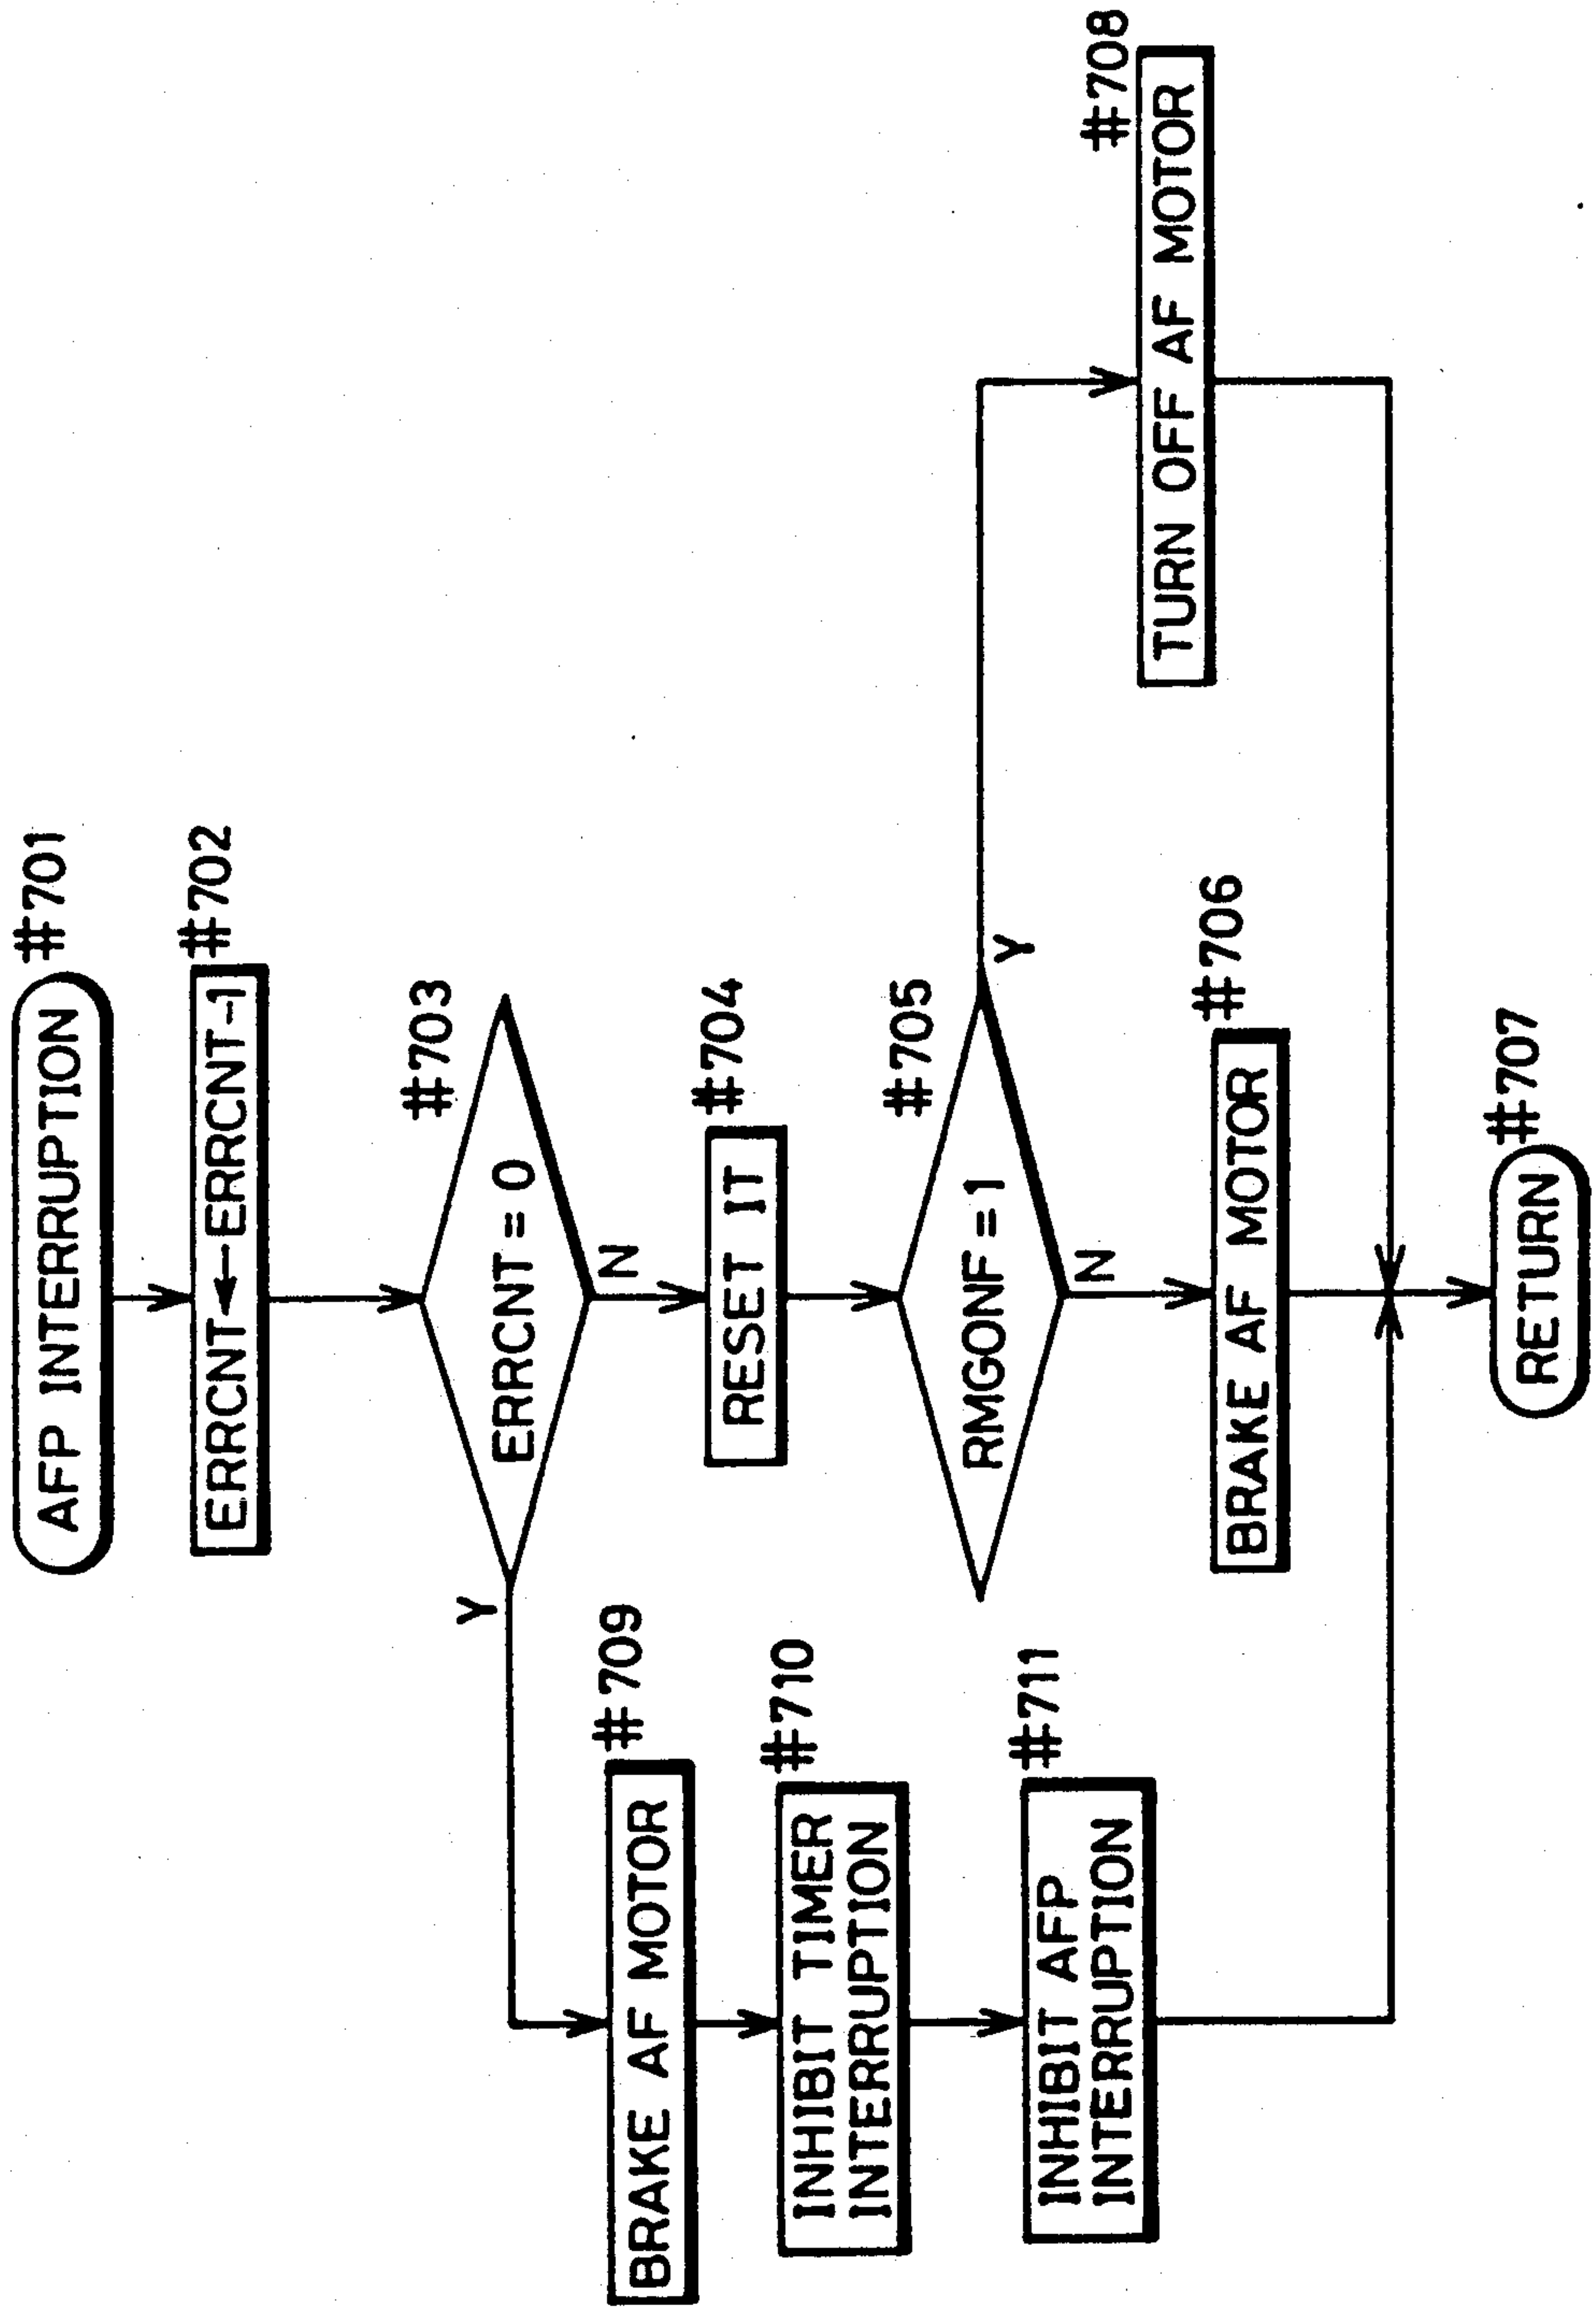 AFP INTERRUPTION
#701
ERRCNT←ERRCNT-1
#702
ERRCNT = 0
#703
Y
N
RESET IT
#704
RMGONF = 1
#705
Y
N
BRAKE AF MOTOR
#706
RETURN
#707
TURN OFF AF MOTOR
#708
BRAKE AF MOTOR
#709
INHIBIT TIMER
INTERRUPTION
#710
INHIBIT AFP
INTERRUPTION
#711